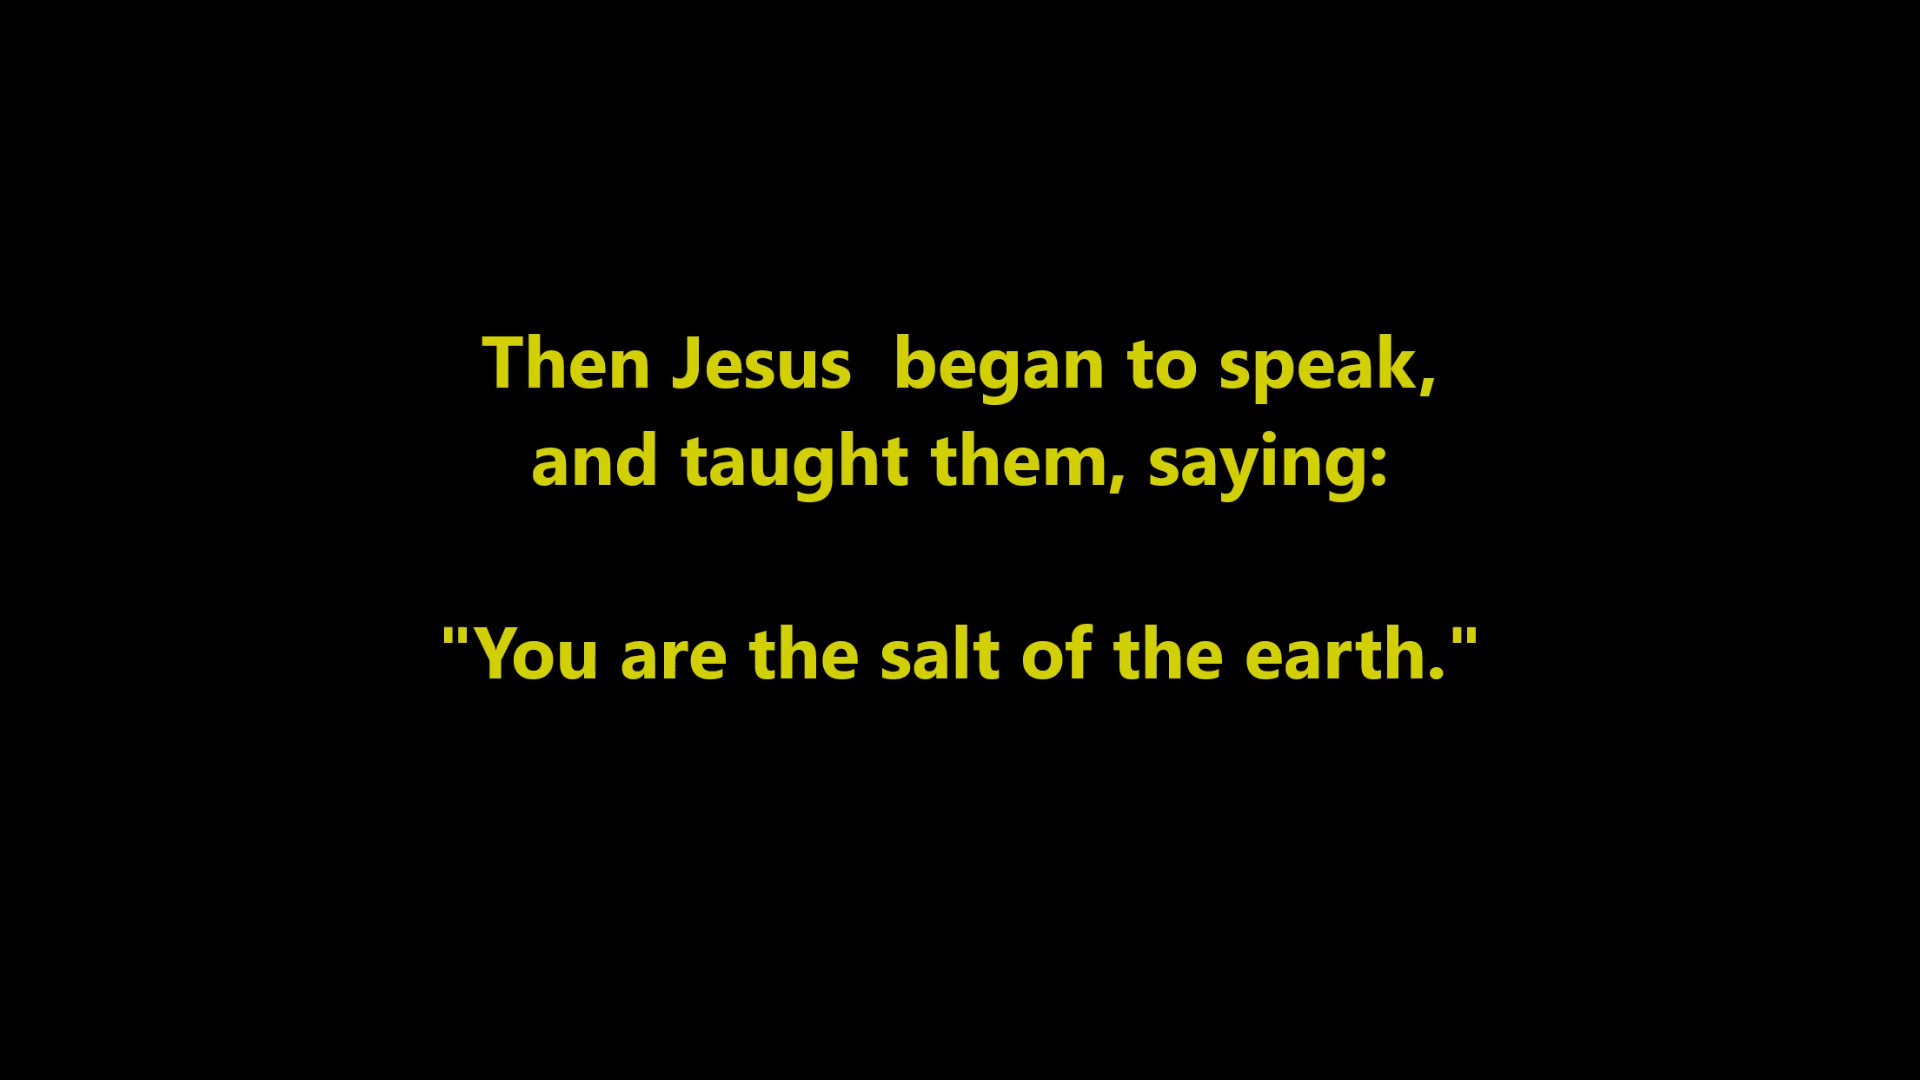 Then Jesus  began to speak,
and taught them, saying:
"You are the salt of the earth."